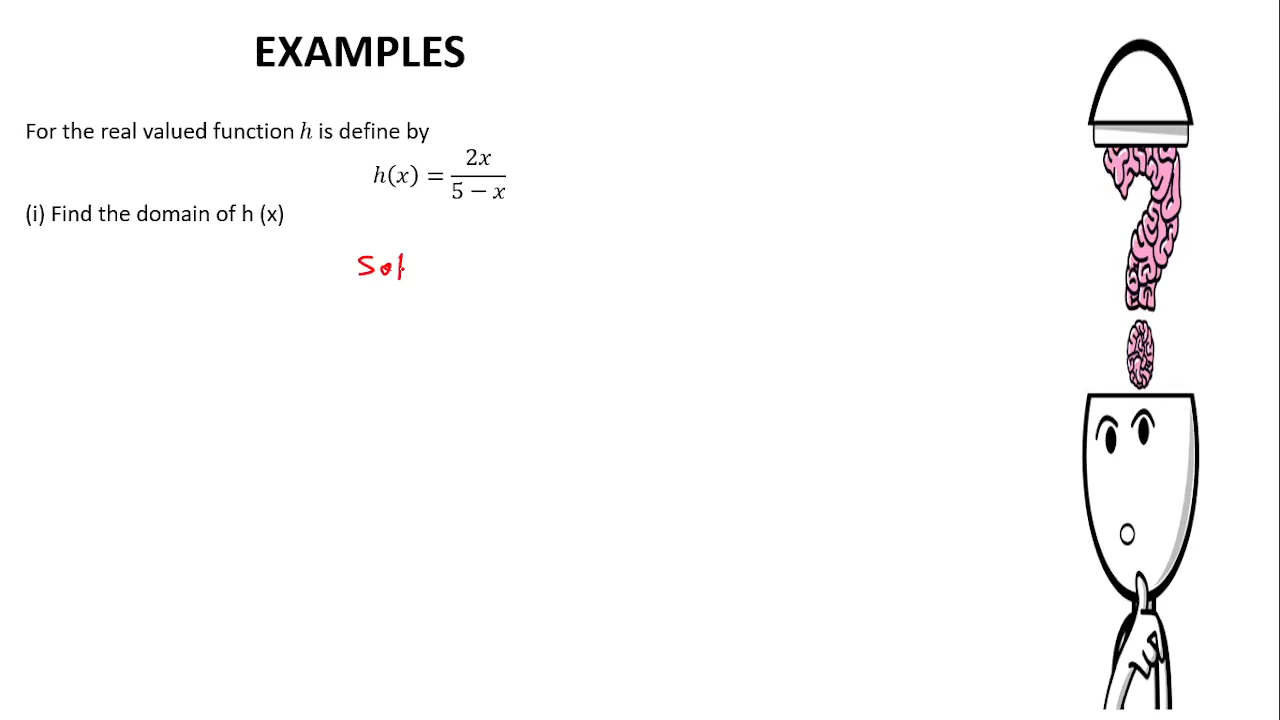 EXAMPLES
For the real valued function ℎ is define by
ℎ(𝑥) = 2𝑥 / 5 − 𝑥
(i) Find the domain of h (x)
Sol